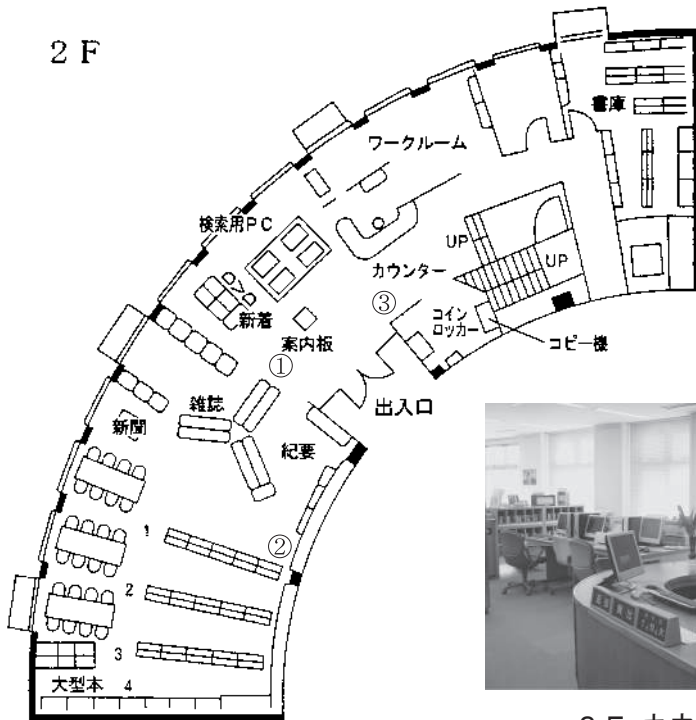 2F
書庫
ワークルーム
検索用PC
UP
カウンター
UP
新着
案内板
③
コイン
ロッカー
コピー機
①
雑誌
出入口
新聞
紀要
1
②
2
3
大型本 4